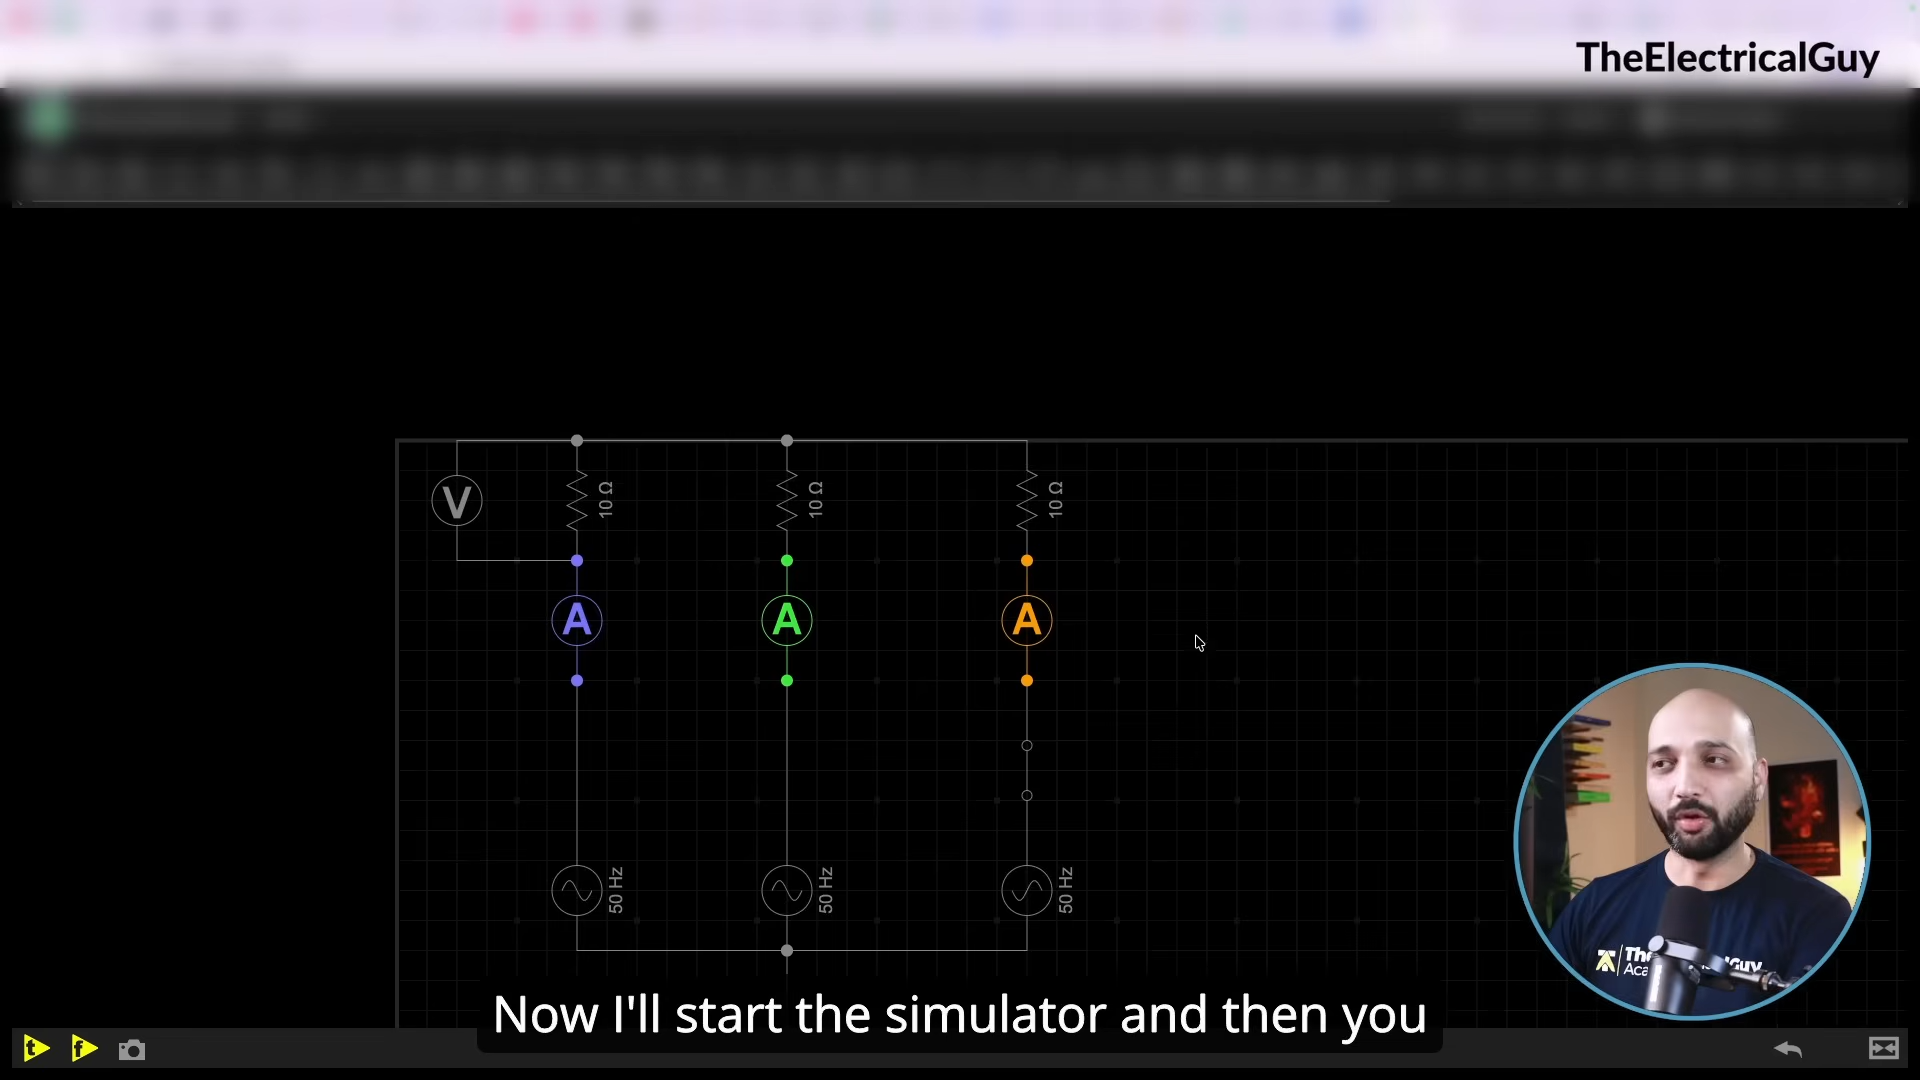 TheElectricalGuy
V
10 Ω
10 Ω
10 Ω
A
A
A
50 Hz
50 Hz
50 Hz
Now I'll start the simulator and then you
t
f